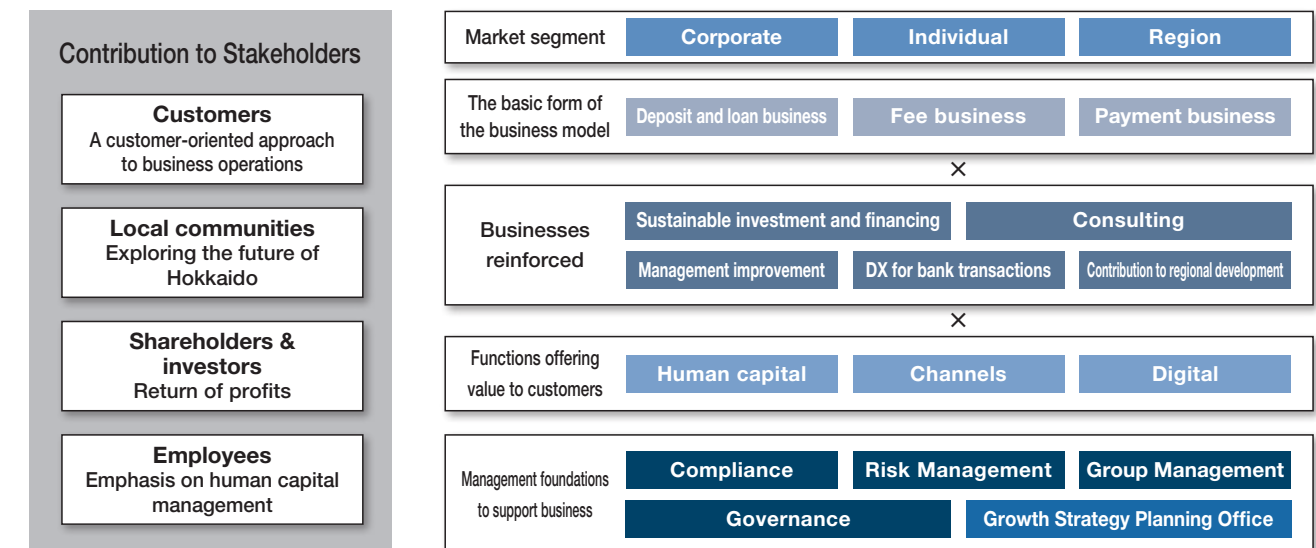 Contribution to Stakeholders
Customers
A customer-oriented approach
to business operations
Local communities
Exploring the future of
Hokkaido
Shareholders &
investors
Return of profits
Employees
Emphasis on human capital
management
Market segment
Corporate
Individual
Region
The basic form of
the business model
Deposit and loan business
Fee business
Payment business
×
Businesses
reinforced
Sustainable investment and financing
Consulting
Management improvement
DX for bank transactions
Contribution to regional development
×
Functions offering
value to customers
Human capital
Channels
Digital
Management foundations
to support business
Compliance
Risk Management
Group Management
Governance
Growth Strategy Planning Office